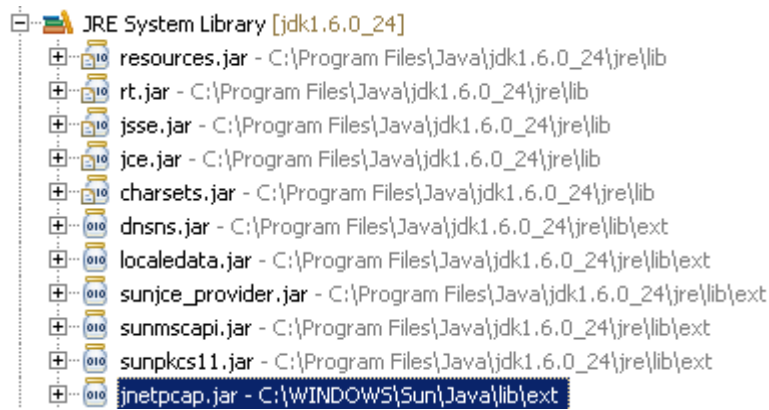 JRE System Library [jdk1.6.0_24]
resources.jar - C:\Program Files\Java\jdk1.6.0_24\jre\lib
rt.jar - C:\Program Files\Java\jdk1.6.0_24\jre\lib
jsse.jar - C:\Program Files\Java\jdk1.6.0_24\jre\lib
jce.jar - C:\Program Files\Java\jdk1.6.0_24\jre\lib
charsets.jar - C:\Program Files\Java\jdk1.6.0_24\jre\lib
dnsns.jar - C:\Program Files\Java\jdk1.6.0_24\jre\lib\ext
localedata.jar - C:\Program Files\Java\jdk1.6.0_24\jre\lib\ext
sunjce_provider.jar - C:\Program Files\Java\jdk1.6.0_24\jre\lib\ext
sunmscapi.jar - C:\Program Files\Java\jdk1.6.0_24\jre\lib\ext
sunpkcs11.jar - C:\Program Files\Java\jdk1.6.0_24\jre\lib\ext
jnetpcap.jar - C:\WINDOWS\Sun\Java\lib\ext